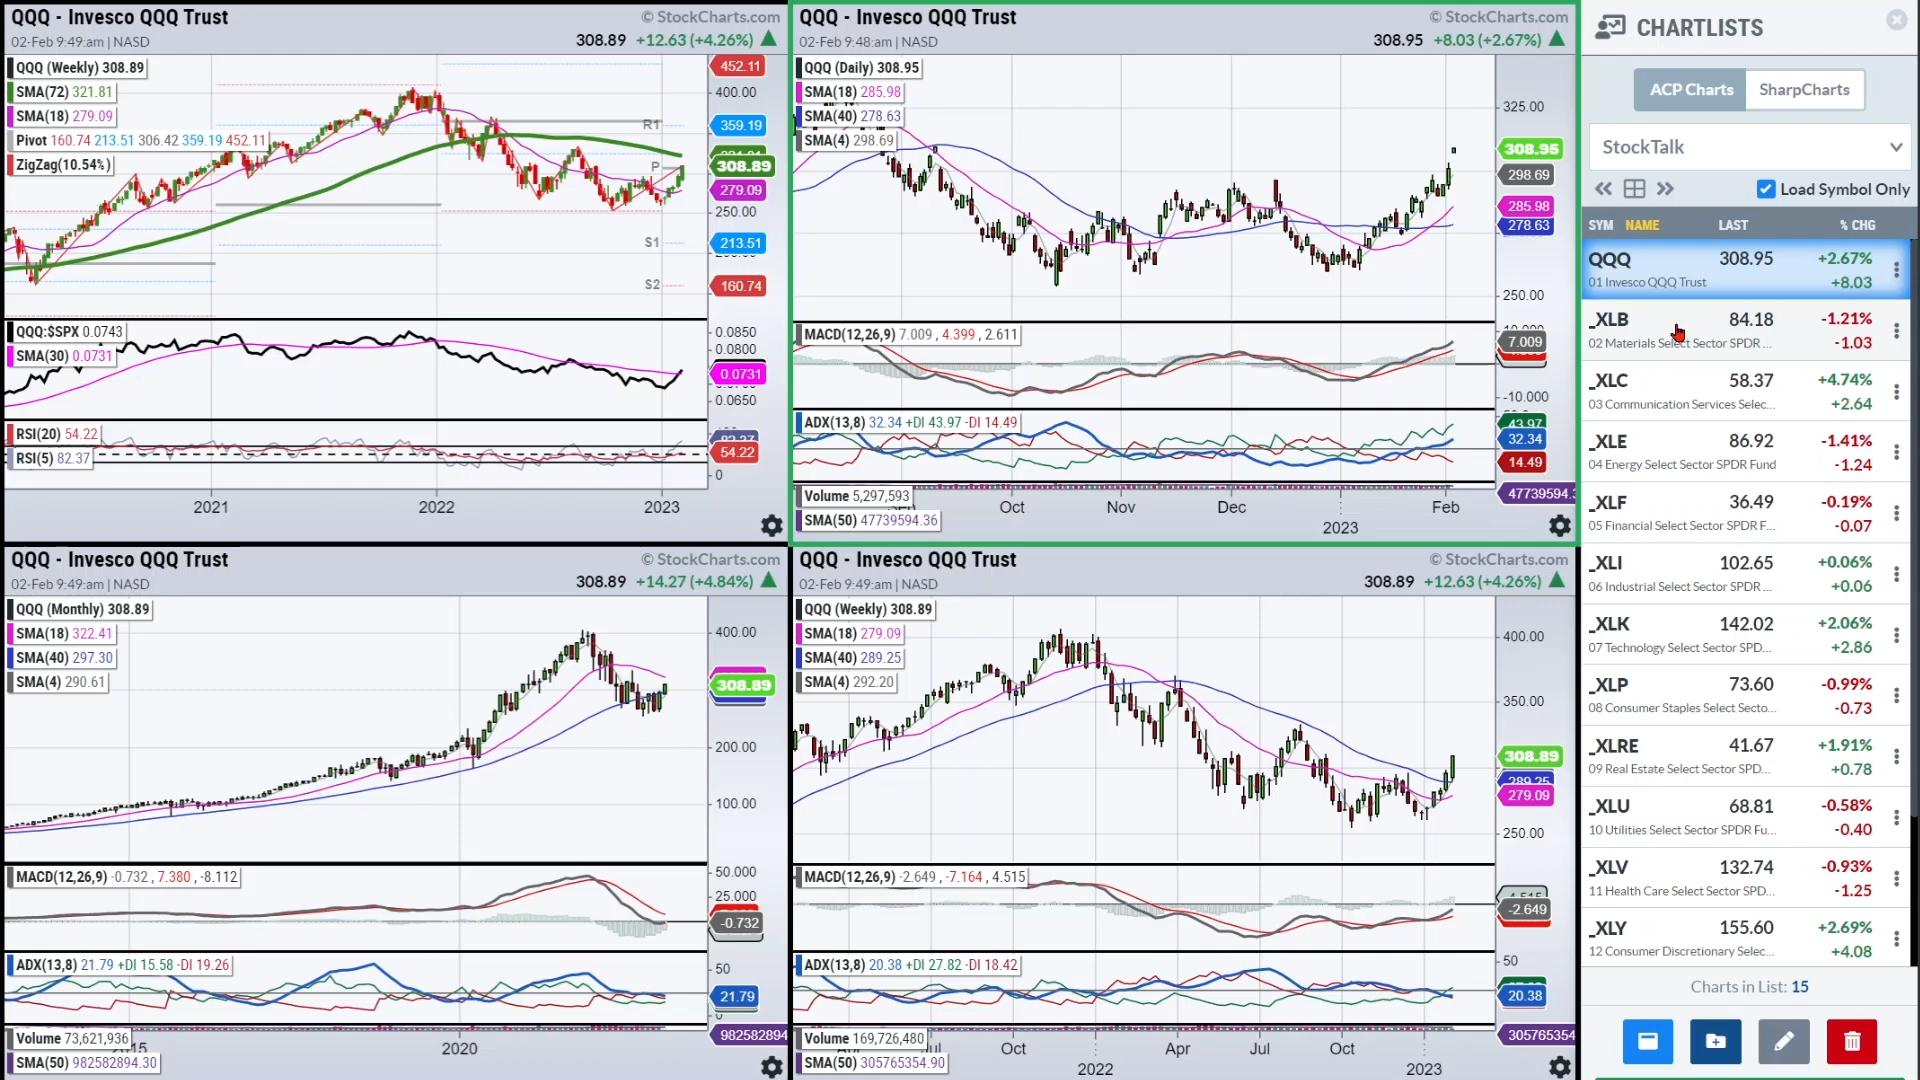 QQQ - Invesco QQQ Trust
© StockCharts.com
02-Feb 9:49:am | NASD
308.89 +12.63 (+4.26%)
QQQ (Weekly) 308.89
SMA(72) 321.81
SMA(18) 279.09
Pivot 160.74 213.51 306.42 359.19 452.11
ZigZag(10.54%)
452.11
400.00
R1
359.19
P
308.89
279.09
250.00
S1
213.51
S2
160.74
QQQ:$SPX 0.0743
SMA(30) 0.0731
0.0850
0.0800
0.0731
0.0650
RSI(20) 54.22
RSI(5) 82.37
54.22
0
2021 2022 2023
QQQ - Invesco QQQ Trust
© StockCharts.com
02-Feb 9:48:am | NASD
308.95 +8.03 (+2.67%)
QQQ (Daily) 308.95
SMA(18) 285.98
SMA(40) 278.63
SMA(4) 298.69
325.00
308.95
298.69
285.98
278.63
250.00
MACD(12,26,9) 7.009 , 4.399 , 2.611
7.009
-10.000
ADX(13,8) 32.34 +DI 43.97 -DI 14.49
43.97
32.34
14.49
Volume 5,297,593
SMA(50) 47739594.36
47739594.3
Oct Nov Dec Feb
2023
QQQ - Invesco QQQ Trust
© StockCharts.com
02-Feb 9:49:am | NASD
308.89 +14.27 (+4.84%)
QQQ (Monthly) 308.89
SMA(18) 322.41
SMA(40) 297.30
SMA(4) 290.61
400.00
308.89
200.00
100.00
MACD(12,26,9) -0.732 , 7.380 , -8.112
50.000
25.000
-0.732
ADX(13,8) 21.79 +DI 15.58 -DI 19.26
50
21.79
0
Volume 73,621,936
SMA(50) 982582894.30
982582894
2020
QQQ - Invesco QQQ Trust
© StockCharts.com
02-Feb 9:49:am | NASD
308.89 +12.63 (+4.26%)
QQQ (Weekly) 308.89
SMA(18) 279.09
SMA(40) 289.25
SMA(4) 292.20
400.00
350.00
308.89
289.25
279.09
250.00
MACD(12,26,9) -2.649 , -7.164 , 4.515
-2.649
ADX(13,8) 20.38 +DI 27.82 -DI 18.42
50
20.38
Volume 169,726,480
SMA(50) 305765354.90
305765354
Oct Apr Jul Oct
2022 2023
CHARTLISTS
ACP Charts SharpCharts
StockTalk
Load Symbol Only
SYM NAME LAST % CHG
QQQ 308.95 +2.67%
01 Invesco QQQ Trust +8.03
_XLB 84.18 -1.21%
02 Materials Select Sector SPDR ... -1.03
_XLC 58.37 +4.74%
03 Communication Services Selec... +2.64
_XLE 86.92 -1.41%
04 Energy Select Sector SPDR Fund -1.24
_XLF 36.49 -0.19%
05 Financial Select Sector SPDR F... -0.07
_XLI 102.65 +0.06%
06 Industrial Select Sector SPDR ... +0.06
_XLK 142.02 +2.06%
07 Technology Select Sector SPD... +2.86
_XLP 73.60 -0.99%
08 Consumer Staples Select Secto... -0.73
_XLRE 41.67 +1.91%
09 Real Estate Select Sector SPD... +0.78
_XLU 68.81 -0.58%
10 Utilities Select Sector SPDR Fu... -0.40
_XLV 132.74 -0.93%
11 Health Care Select Sector SPD... -1.25
_XLY 155.60 +2.69%
12 Consumer Discretionary Selec... +4.08
Charts in List: 15